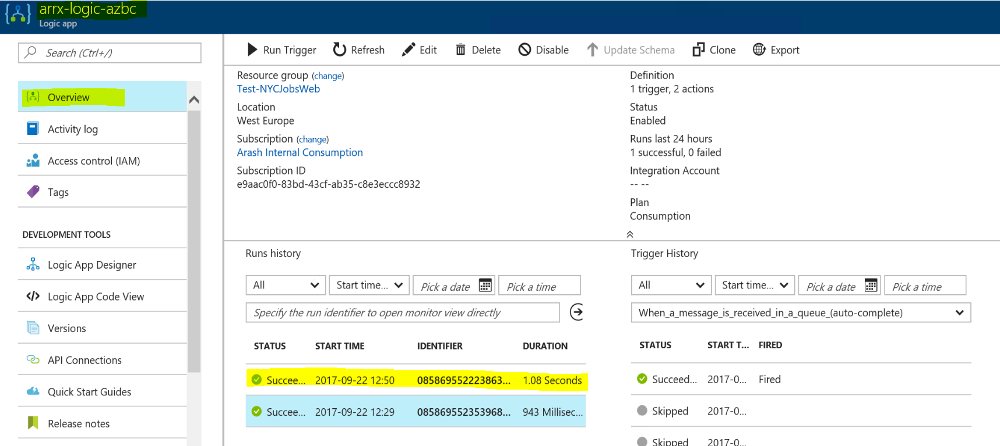 arrx-logic-azbc
Logic app
Search (Ctrl+/)
Overview
Activity log
Access control (IAM)
Tags
DEVELOPMENT TOOLS
Logic App Designer
Logic App Code View
Versions
API Connections
Quick Start Guides
Release notes
Run Trigger Refresh Edit Delete Disable Update Schema Clone Export
Resource group (change)
Test-NYCJobsWeb
Location
West Europe
Subscription (change)
Arash Internal Consumption
Subscription ID
e9aac0f0-83bd-43cf-ab35-c8e3eccc8932
Definition
1 trigger, 2 actions
Status
Enabled
Runs last 24 hours
1 successful, 0 failed
Integration Account
-- --
Plan
Consumption
Runs history
All Start time... Pick a date Pick a time
Specify the run identifier to open monitor view directly
STATUS START TIME IDENTIFIER DURATION
Succee... 2017-09-22 12:50 085869552223863... 1.08 Seconds
Succee... 2017-09-22 12:29 085869552353968... 943 Millisec...
Trigger History
All Start time... Pick a date Pick a time
When_a_message_is_received_in_a_queue_(auto-complete)
STATUS START T... FIRED
Succeed... 2017-0... Fired
Skipped 2017-0...
Skipped 2017-0...